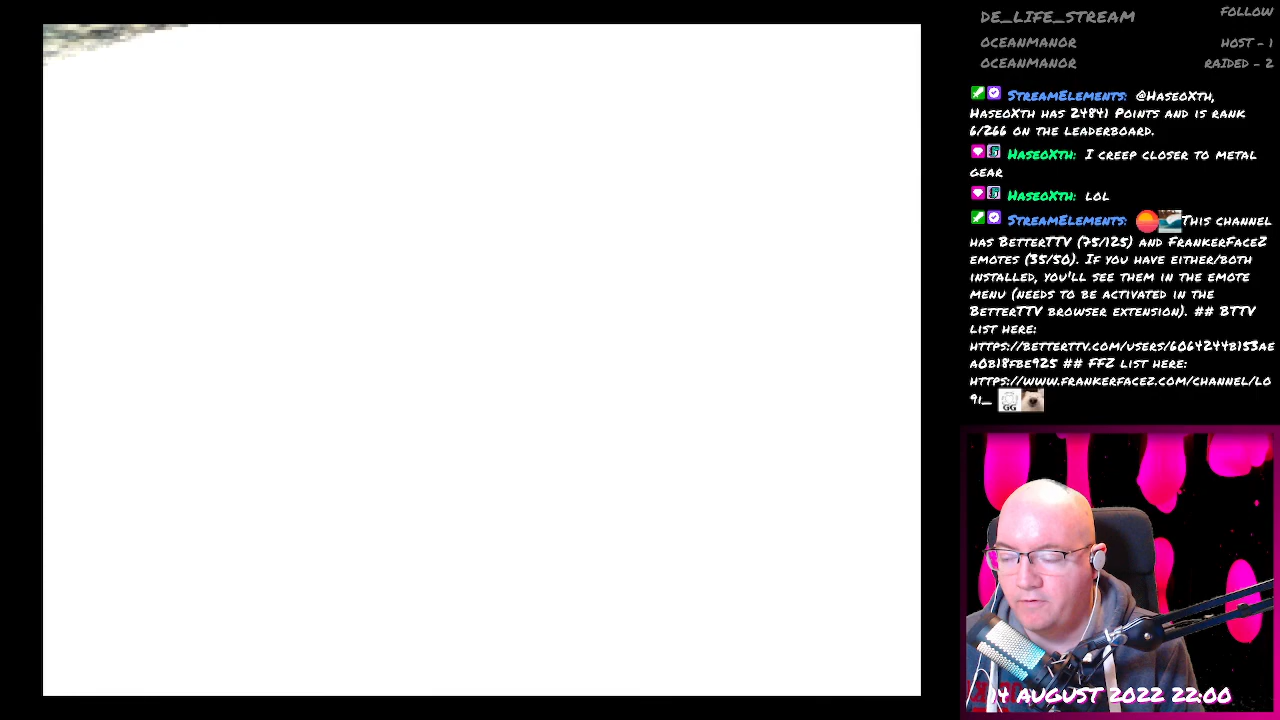 DE_LIFE_STREAM FOLLOW
OCEANMANOR HOST - 1
OCEANMANOR RAIDED - 2
StreamElements: @HaseoXth,
HaseoXth has 24841 Points and is rank
6/266 on the leaderboard.
HaseoXth: I creep closer to metal
gear
HaseoXth: lol
StreamElements: This channel
has BetterTTV (75/125) and FrankerFaceZ
emotes (35/50). If you have either/both
installed, you'll see them in the emote
menu (needs to be activated in the
BetterTTV browser extension). ## BTTV
list here:
https://betterttv.com/users/6064244b153ae
a0b18fbe925 ## FFZ list here:
https://www.frankerfacez.com/channel/lo
9i_ GG
14 AUGUST 2022 22:00